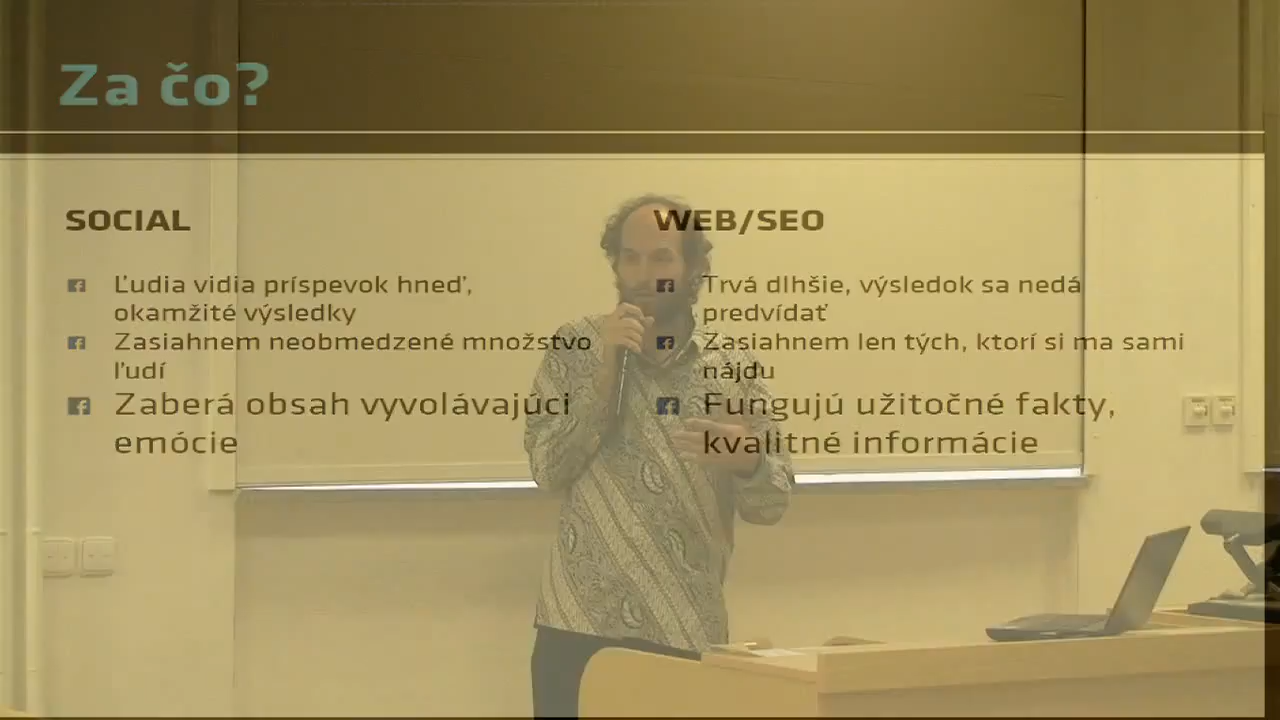 Za čo?
SOCIAL
Ľudia vidia príspevok hneď,
okamžité výsledky
Zasiahnem neobmedzené množstvo
ľudí
Zaberá obsah vyvolávajúci
emócie
WEB/SEO
Trvá dlhšie, výsledok sa nedá
predvídať
Zasiahnem len tých, ktorí si ma sami
nájdu
Fungujú užitočné fakty,
kvalitné informácie